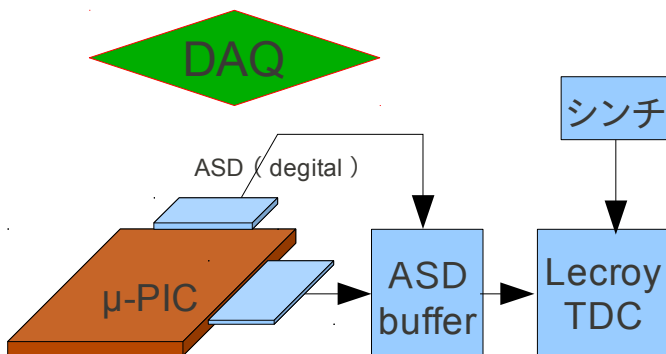 DAQ
シンチ
ASD（degital）
μ-PIC
ASD
buffer
Lecroy
TDC